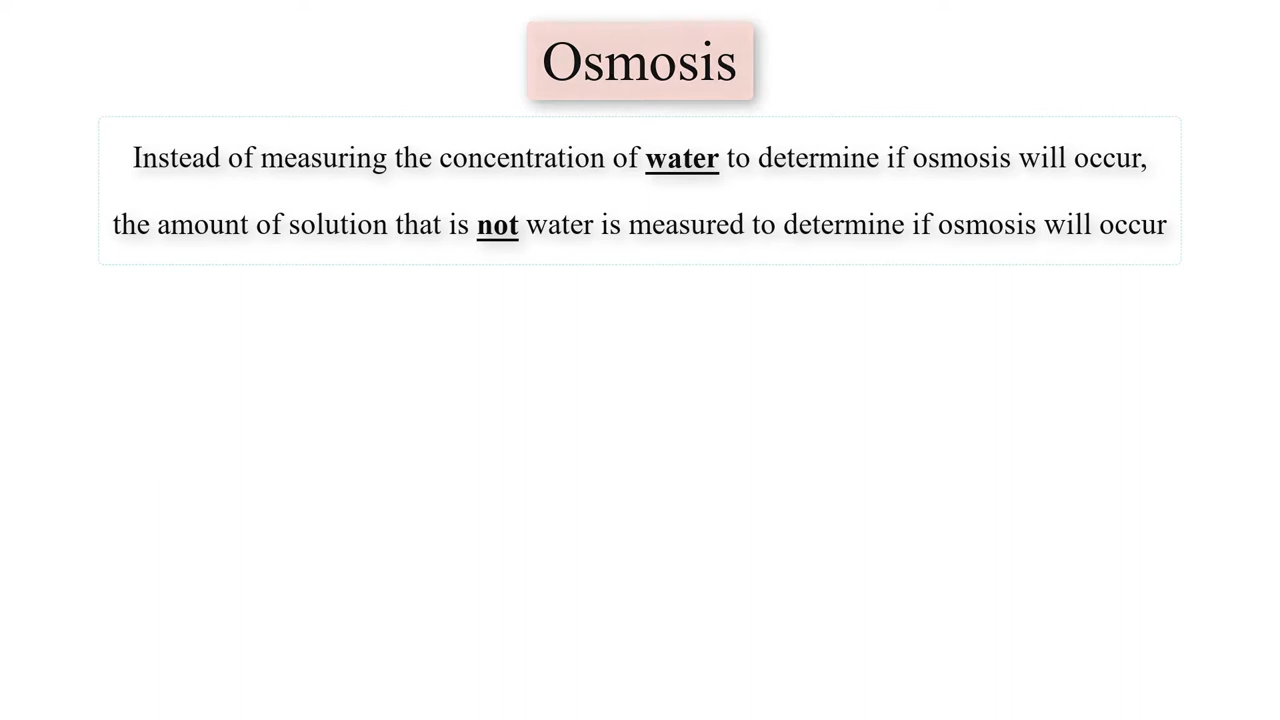 Osmosis
Instead of measuring the concentration of water to determine if osmosis will occur,
the amount of solution that is not water is measured to determine if osmosis will occur